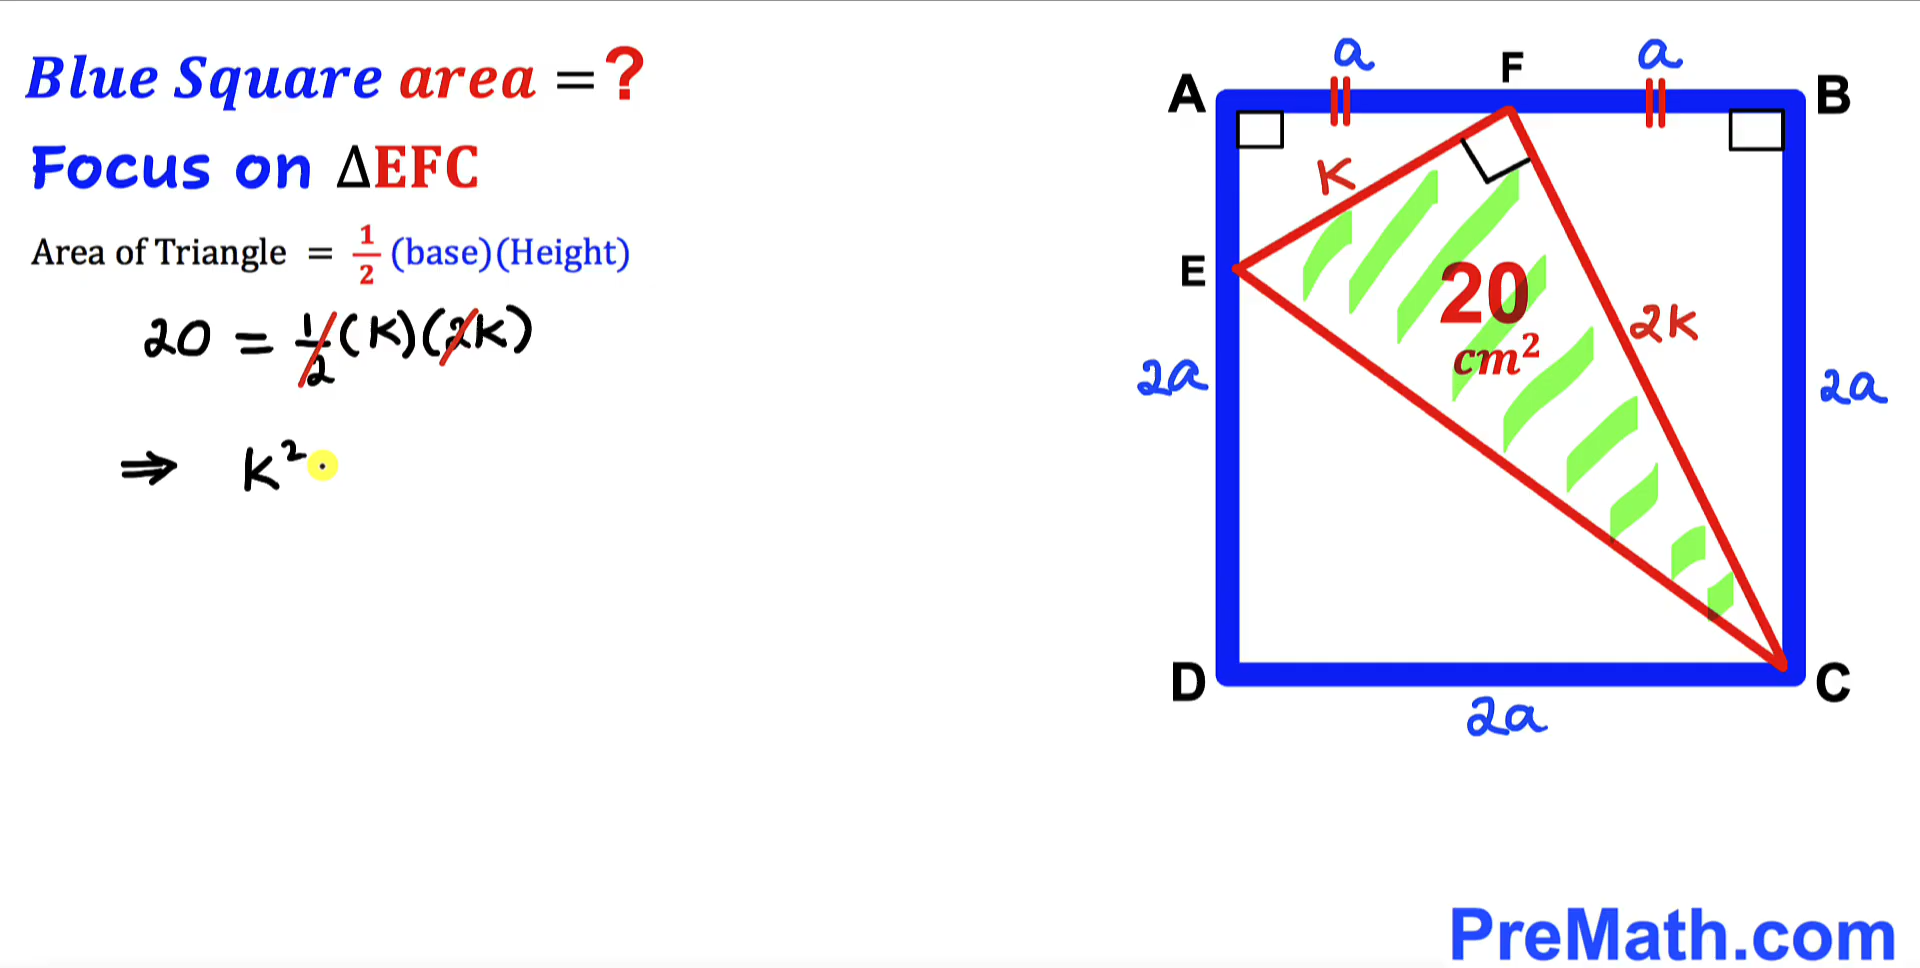 Blue Square area = ?
Focus on ΔEFC
Area of Triangle = 1/2 (base)(Height)
20 = 1/2 (K)(2K)
⇒ K²
a
F
a
A
B
K
E
20
cm²
2K
2a
2a
D
C
2a
PreMath.com